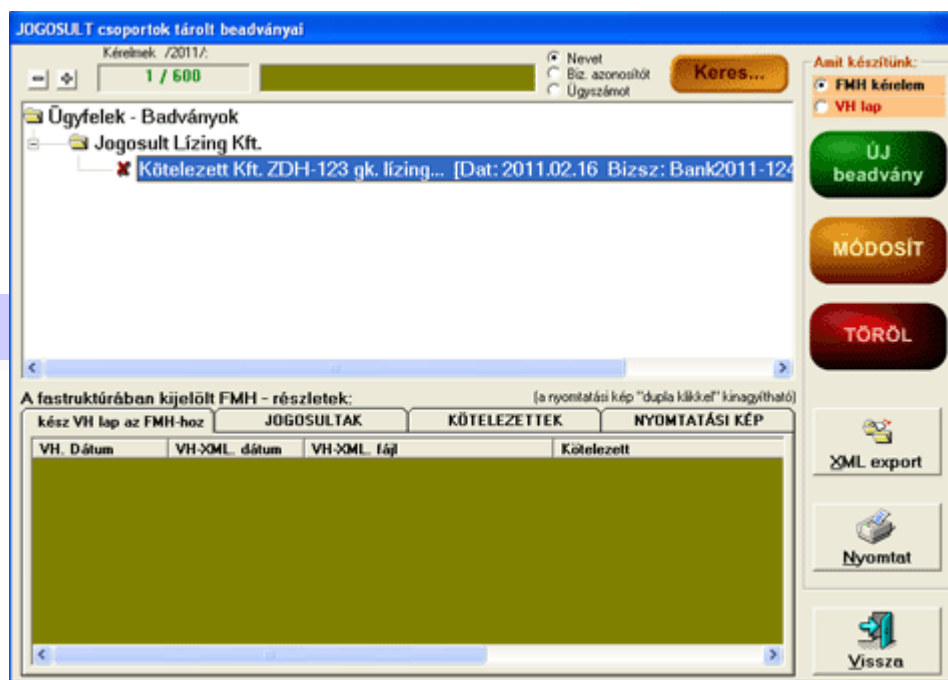 JOGOSULT csoportok tárolt beadványai
Kérelmek /2011/:
1 / 600
Nevet
Biz. azonosítót
Ügyszámot
Keres...
Amit készítünk:
FMH kérelem
VH lap
Ügyfelek - Badványok
Jogosult Lízing Kft.
Kötelezett Kft. ZDH-123 gk. lízing... [Dat: 2011.02.16 Bizsz: Bank2011-124
ÚJ
beadvány
MÓDOSÍT
TÖRÖL
A fastruktúrában kijelölt FMH - részletek:
(a nyomtatási kép "dupla klikkel" kinagyítható)
kész VH lap az FMH-hoz
JOGOSULTAK
KÖTELEZETTEK
NYOMTATÁSI KÉP
VH. Dátum
VH-XML. dátum
VH-XML. fájl
Kötelezett
XML export
Nyomtat
Vissza